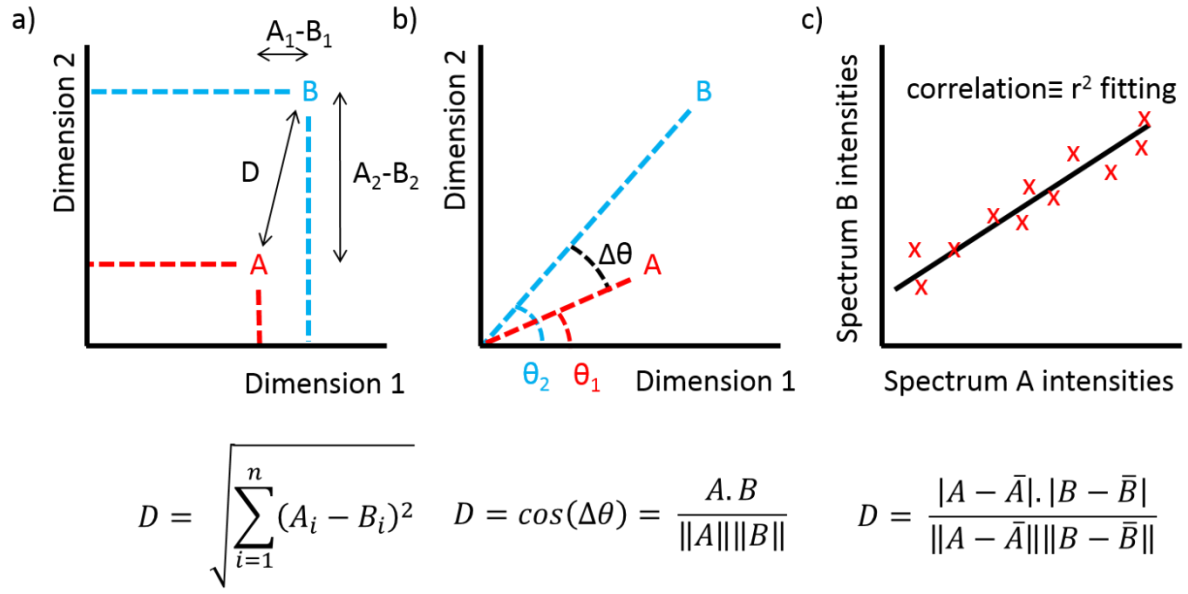 a)
A₁-B₁
Dimension 2
B
D
A₂-B₂
A
Dimension 1
b)
Dimension 2
B
Δθ
A
θ₂
θ₁
Dimension 1
c)
Spectrum B intensities
correlation≡ r² fitting
x x x x x x x x x x x
Spectrum A intensities
D = √∑ⁿᵢ₌₁(Aᵢ − Bᵢ)²
D = cos(Δθ) = A.B / ‖A‖‖B‖
D = |A − Ā|.|B − B̄| / ‖A − Ā‖‖B − B̄‖